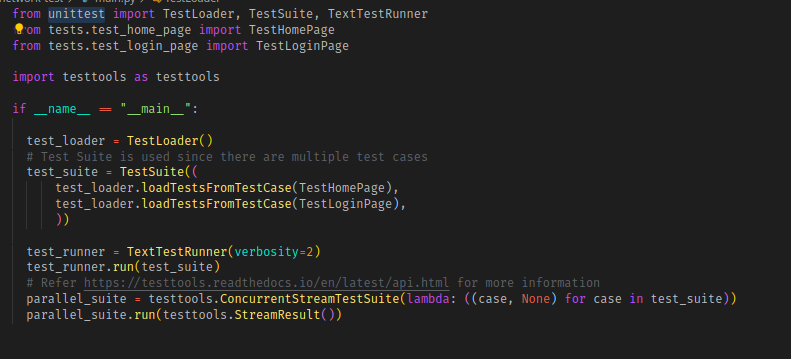 from unittest import TestLoader, TestSuite, TextTestRunner
from tests.test_home_page import TestHomePage
from tests.test_login_page import TestLoginPage
import testtools as testtools
if __name__ == "__main__":
test_loader = TestLoader()
# Test Suite is used since there are multiple test cases
test_suite = TestSuite((
test_loader.loadTestsFromTestCase(TestHomePage),
test_loader.loadTestsFromTestCase(TestLoginPage),
))
test_runner = TextTestRunner(verbosity=2)
test_runner.run(test_suite)
# Refer https://testtools.readthedocs.io/en/latest/api.html for more information
parallel_suite = testtools.ConcurrentStreamTestSuite(lambda: ((case, None) for case in test_suite))
parallel_suite.run(testtools.StreamResult())